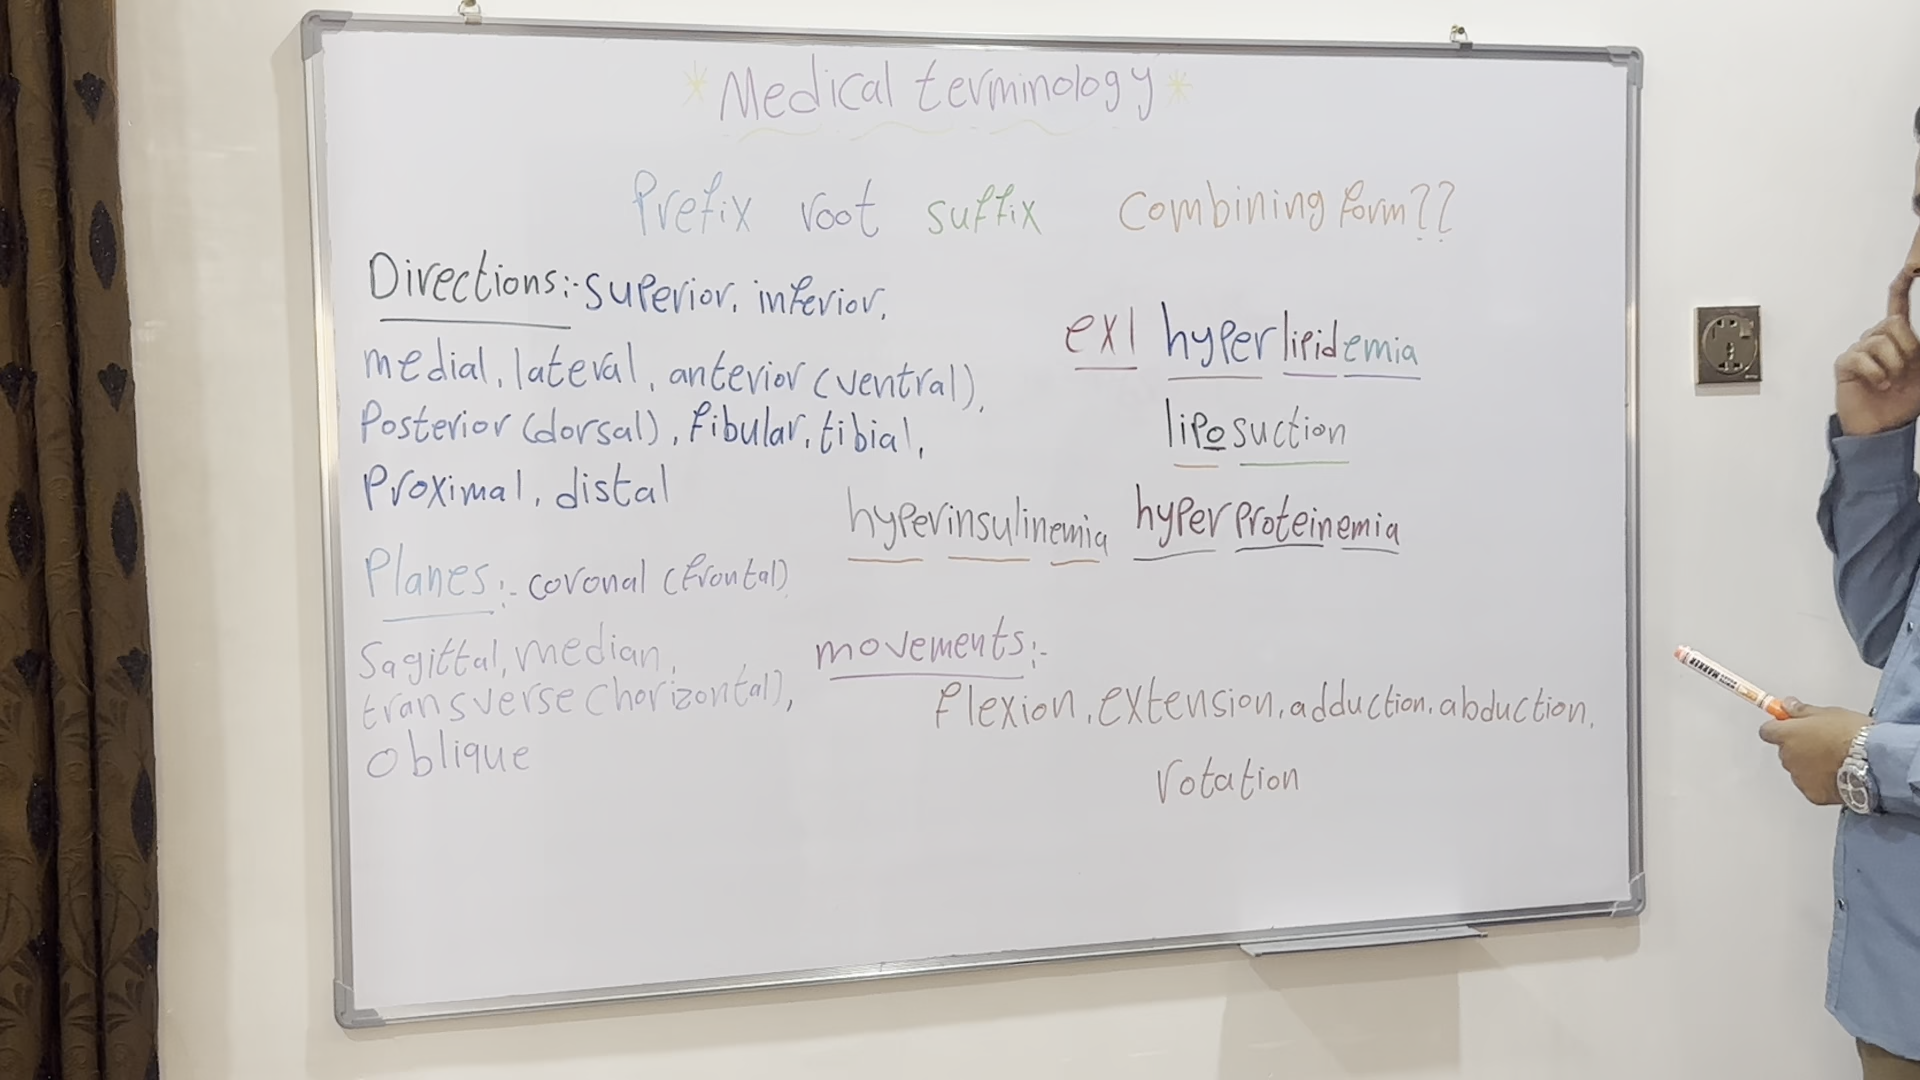 *Medical terminology*
Prefix root suffix combining form??
Directions:- superior, inferior,
medial, lateral, anterior (ventral),
Posterior (dorsal), fibular, tibial,
Proximal, distal
Planes:- coronal (frontal)
Sagittal, median,
transverse (horizontal),
oblique
ex1 hyperlipidemia
liposuction
hyperinsulinemia hyperproteinemia
movements:-
flexion, extension, adduction, abduction,
rotation
MARKER